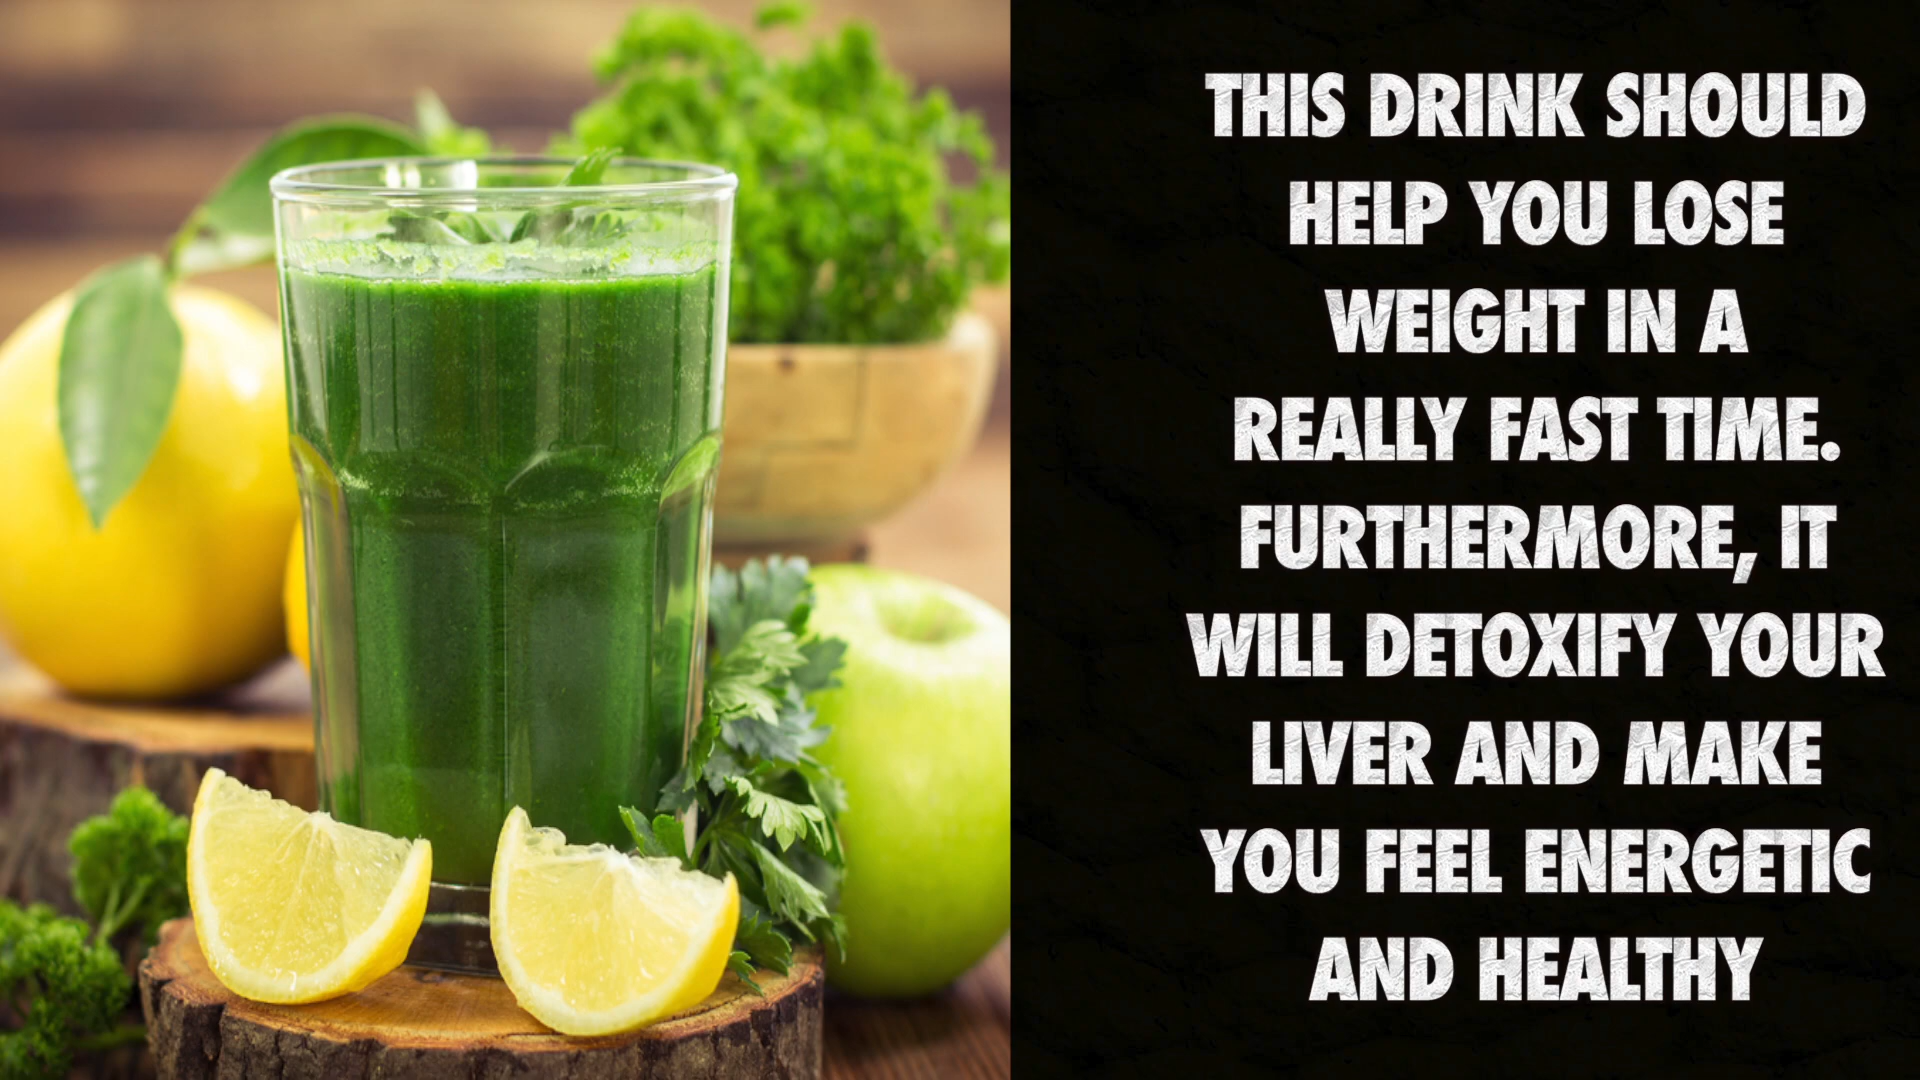 THIS DRINK SHOULD
HELP YOU LOSE
WEIGHT IN A
REALLY FAST TIME.
FURTHERMORE, IT
WILL DETOXIFY YOUR
LIVER AND MAKE
YOU FEEL ENERGETIC
AND HEALTHY